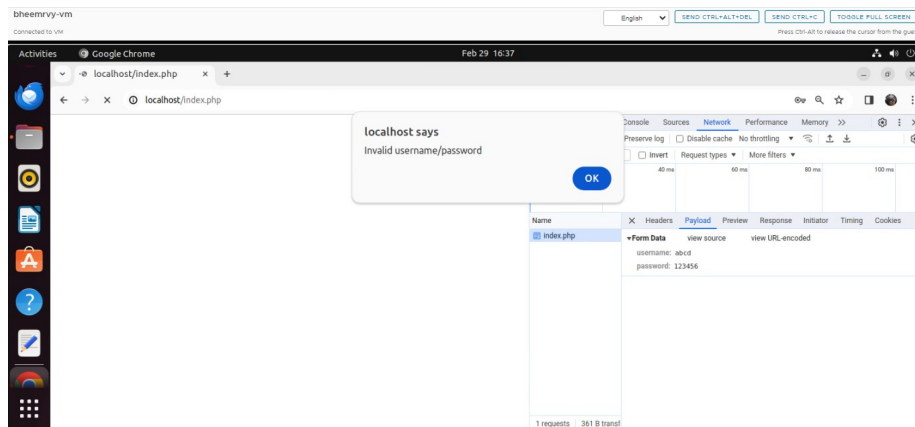 bheemrvy-vm
English SEND CTRL+ALT+DEL SEND CTRL+C TOGGLE FULL SCREEN
Connected to VM
Press Ctrl-Alt to release the cursor from the gue
Activities Google Chrome Feb 29 16:37
localhost/index.php × +
localhost/index.php
Console Sources Network Performance Memory >>
Preserve log Disable cache No throttling
Invert Request types More filters
40 ms 60 ms 80 ms 100 ms
localhost says
Invalid username/password
OK
Name × Headers Payload Preview Response Initiator Timing Cookies
index.php
Form Data view source view URL-encoded
username: abcd
password: 123456
1 requests 361 B transf